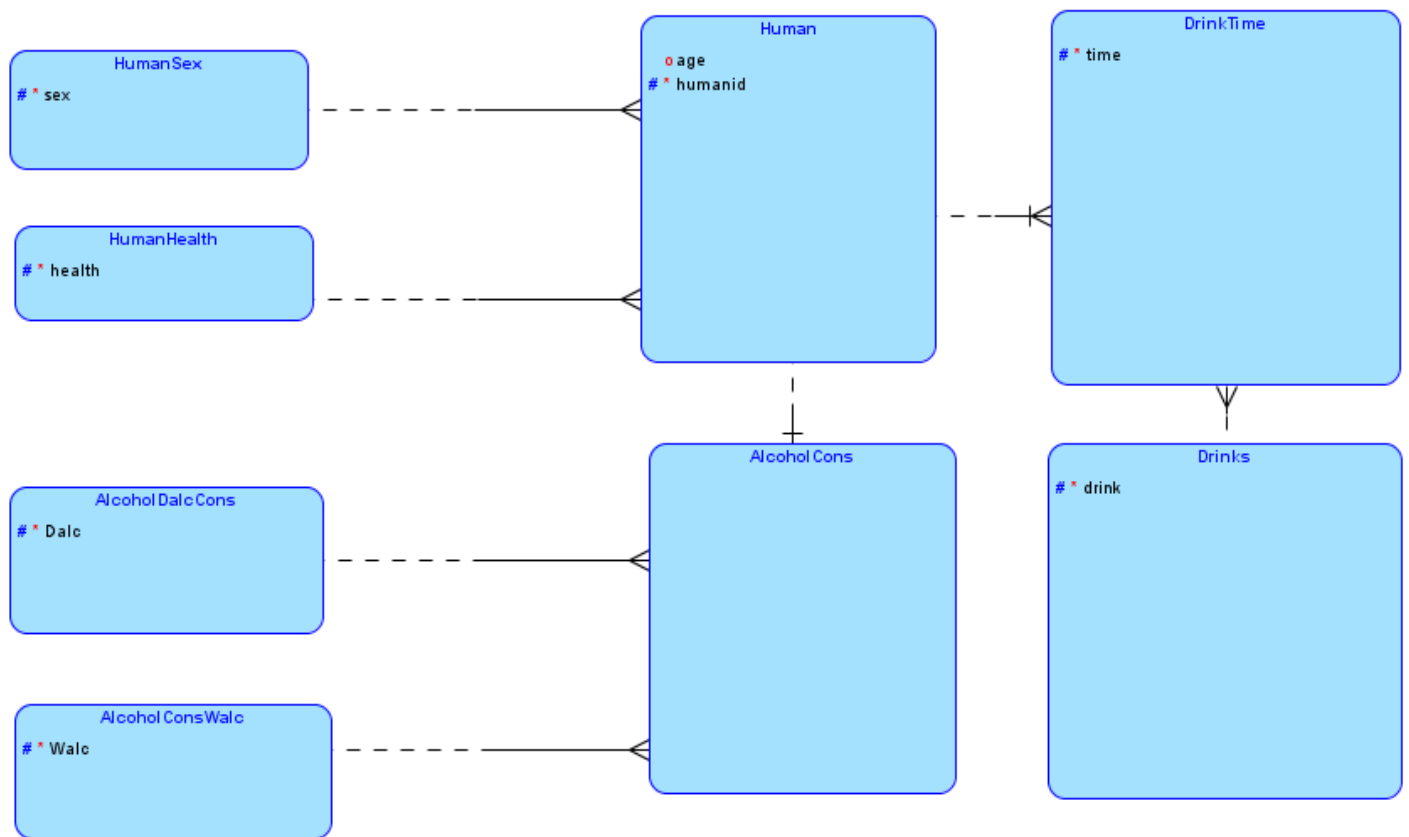 HumanSex
# * sex
HumanHealth
# * health
Human
o age
# * humanid
DrinkTime
# * time
AlcoholDalcCons
# * Dalc
AlcoholConsWalc
# * Walc
AlcoholCons
Drinks
# * drink